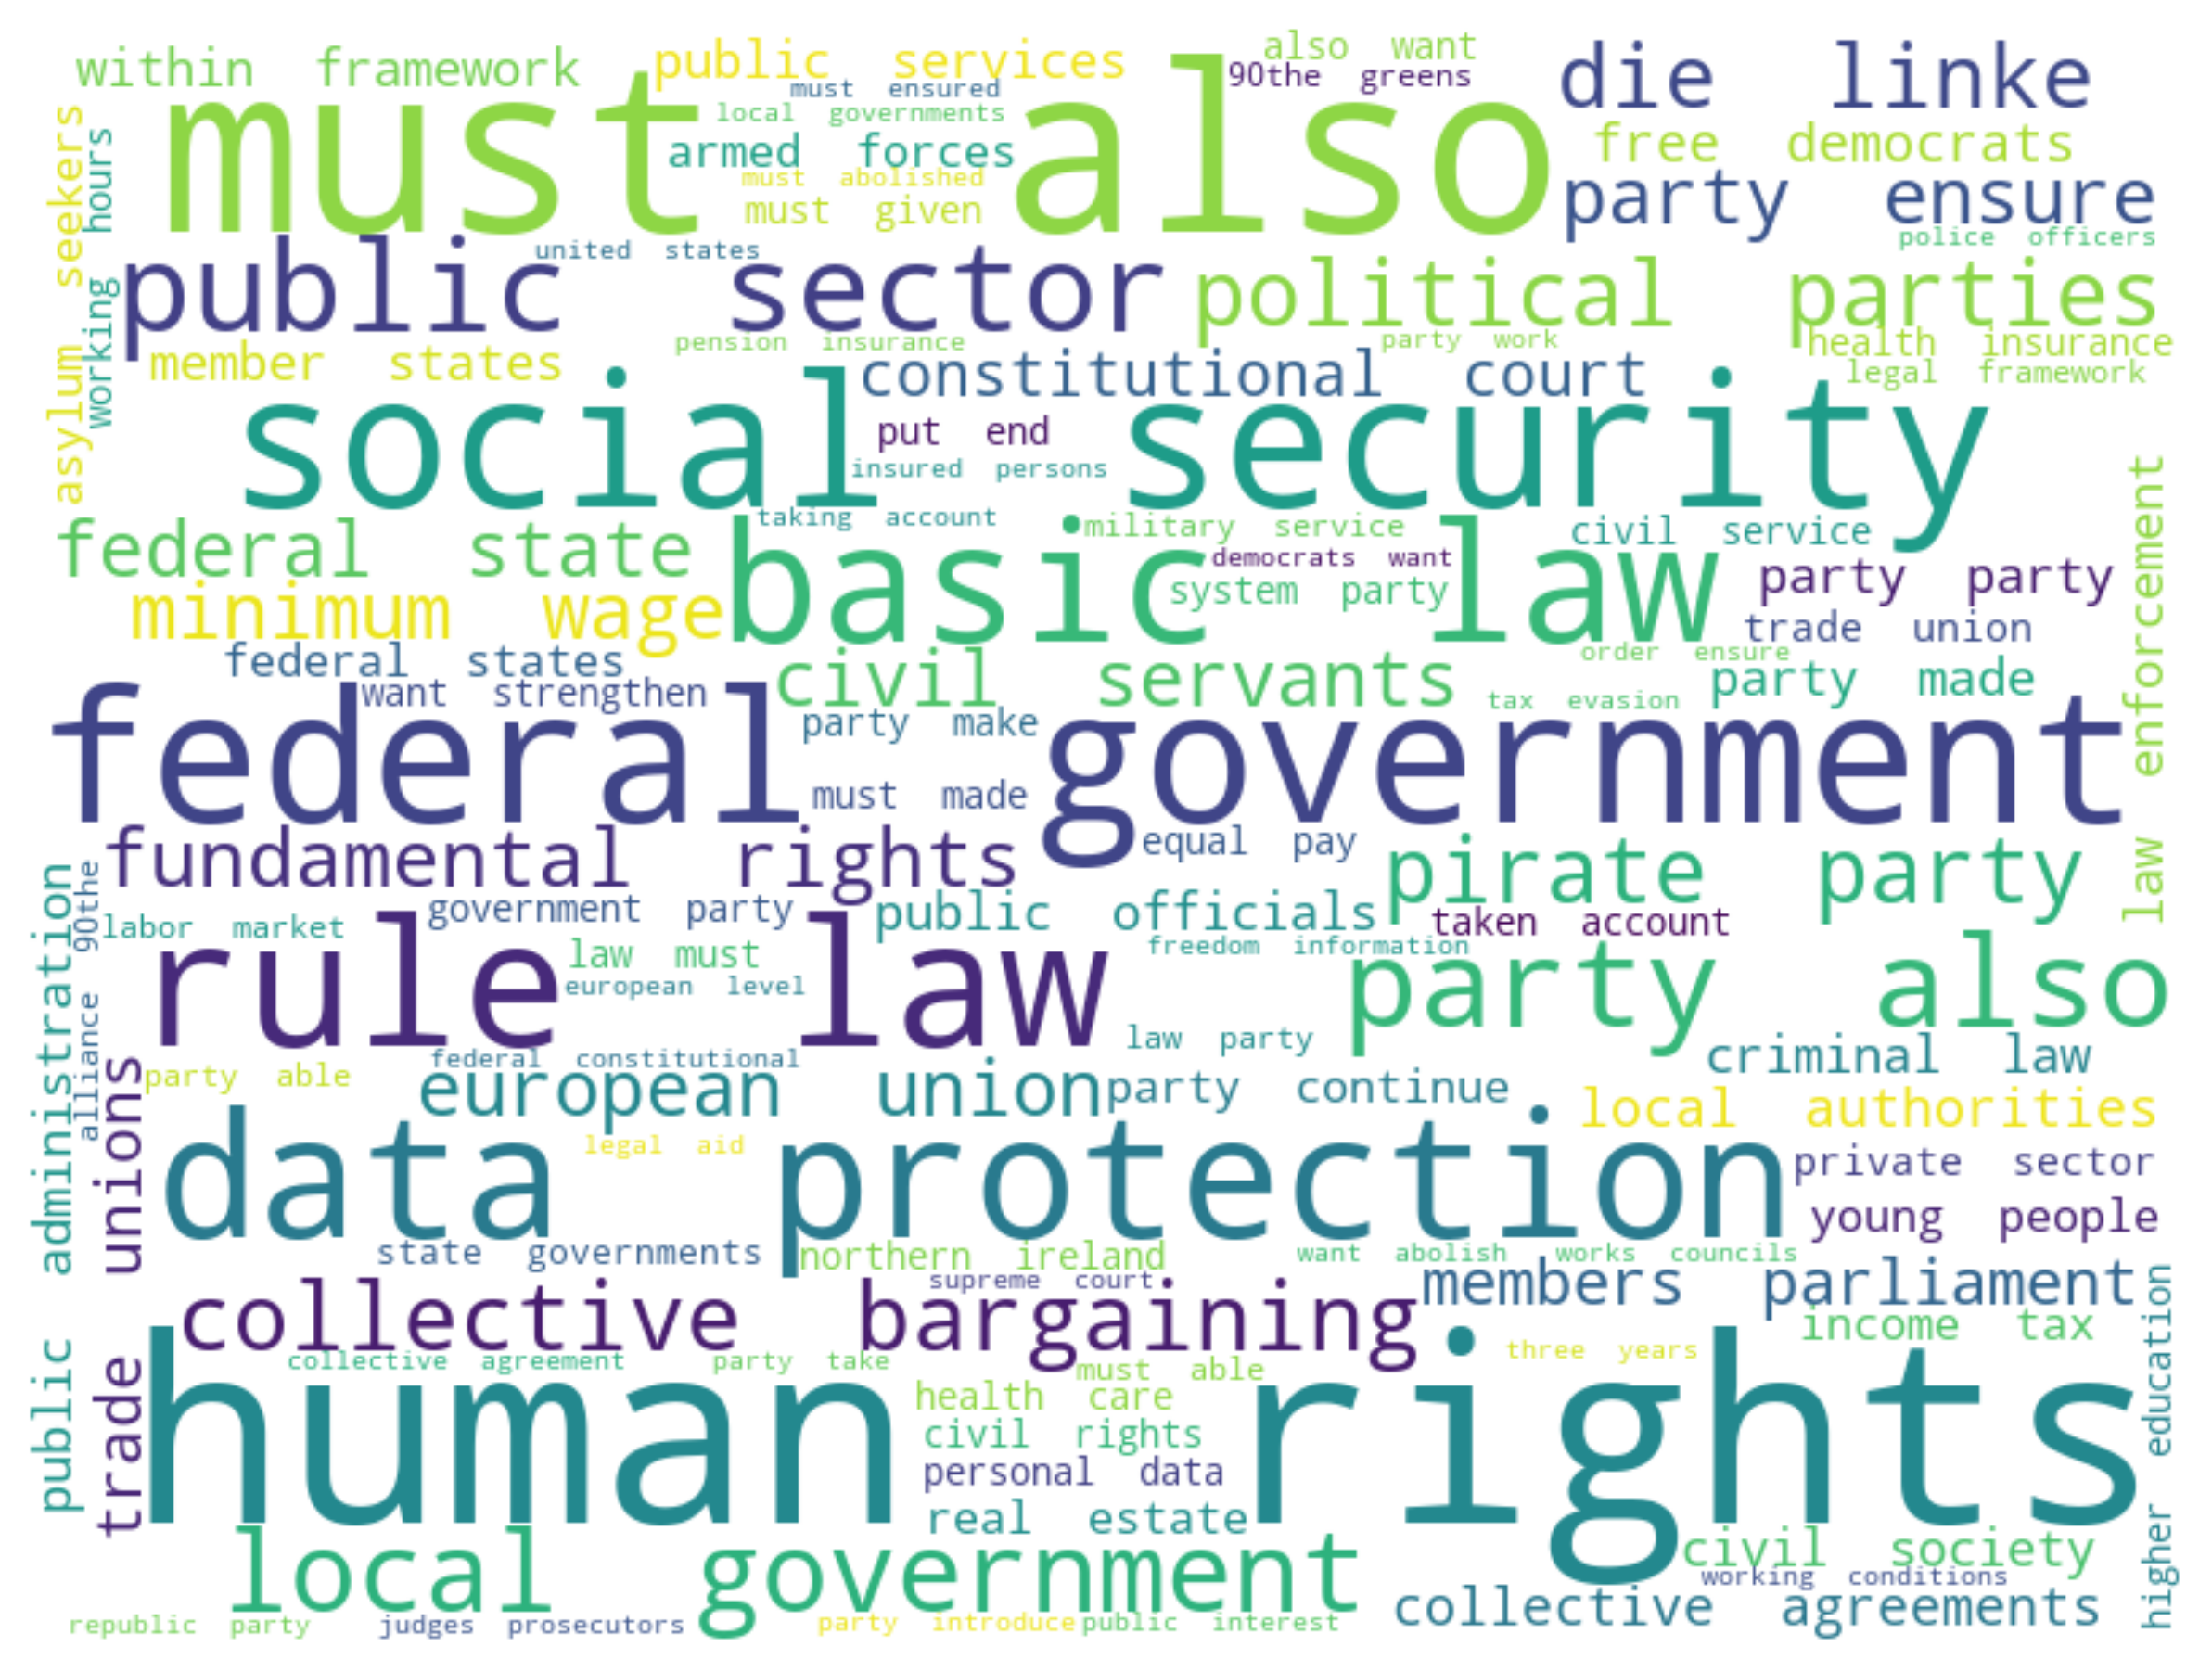 within framework
public services
also want
90the greens
die linke
must ensured
must also
local governments
free democrats
armed forces
must abolished
must given
party ensure
asylum seekers
working hours
united states
police officers
public sector
political parties
pension insurance
party work
health insurance
member states
constitutional court
legal framework
social security
put end
insured persons
law enforcement
taking account
military service
civil service
federal state
basic law
democrats want
party party
system party
minimum wage
trade union
federal states
order ensure
civil servants
party made
want strengthen
tax evasion
party make
federal government
must made
equal pay
fundamental rights
pirate party
public administration
alliance 90the
government party
public officials
taken account
labor market
rule law
law must
freedom information
european level
party also
law party
criminal law
federal constitutional
trade unions
party able
european union
party continue
local authorities
data protection
legal aid
private sector
young people
state governments
northern ireland
want abolish
works councils
supreme court
members parliament
collective bargaining
income tax
higher education
three years
collective agreement
party take
must able
human rights
health care
civil rights
personal data
real estate
local government
civil society
working conditions
collective agreements
republic party
judges prosecutors
party introduce
public interest